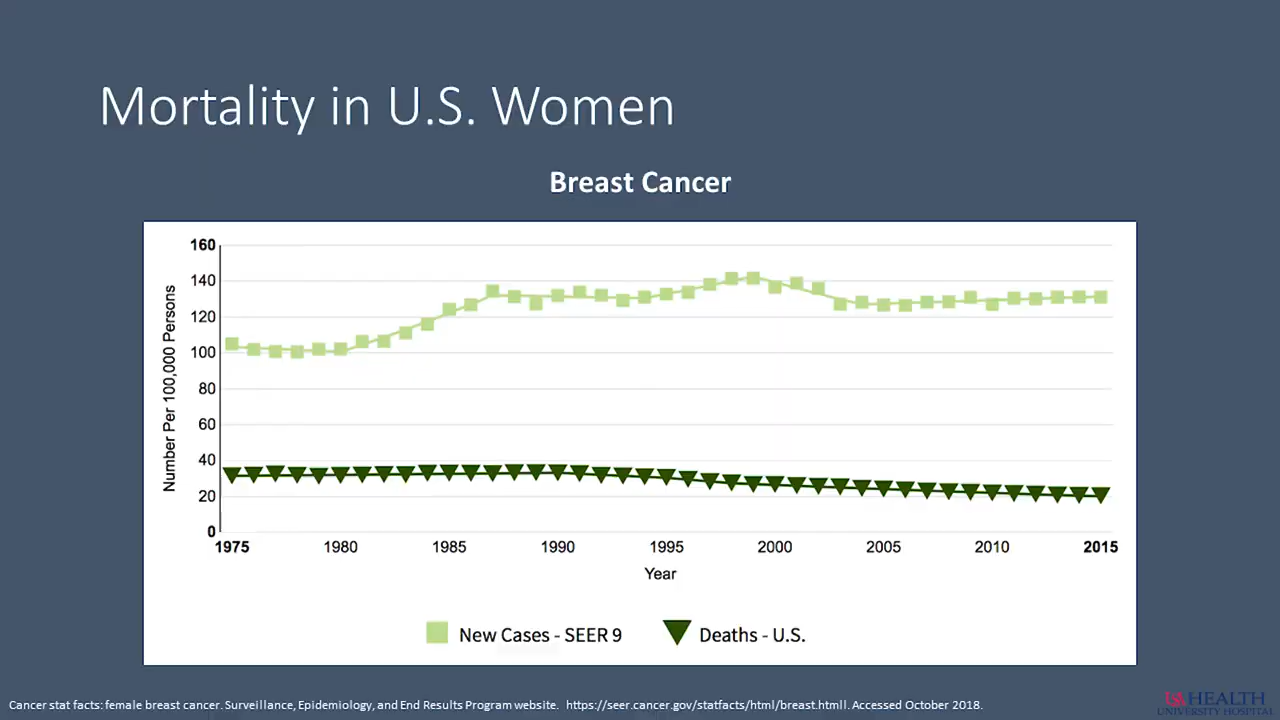 Mortality in U.S. Women
Breast Cancer
160
140
120
100
80
60
40
20
0
Number Per 100,000 Persons
1975 1980 1985 1990 1995 2000 2005 2010 2015
Year
New Cases - SEER 9 Deaths - U.S.
Cancer stat facts: female breast cancer. Surveillance, Epidemiology, and End Results Program website. https://seer.cancer.gov/statfacts/html/breast.htmll. Accessed October 2018.
HEALTH
UNIVERSITY HOSPITAL